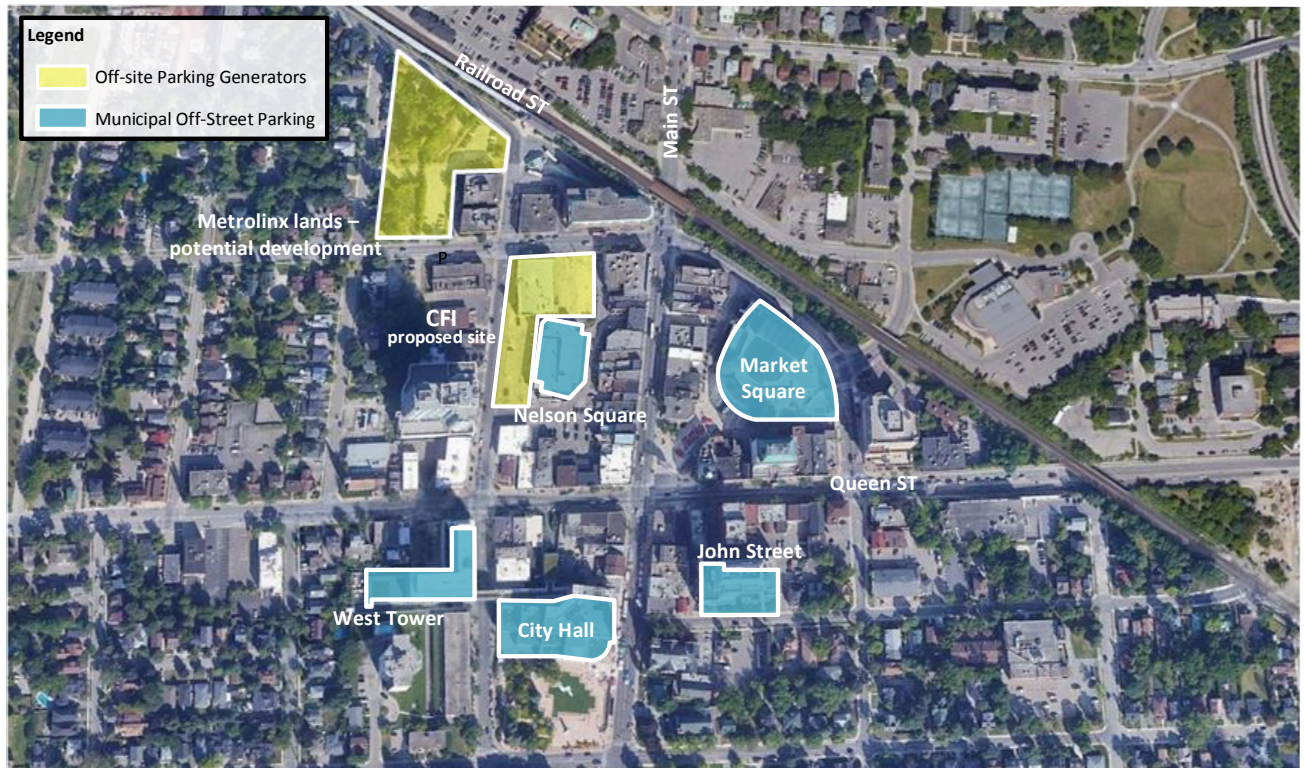 Legend
Off-site Parking Generators
Municipal Off-Street Parking
Railroad ST
Main ST
Metrolinx lands –
potential development
P
CFI
proposed site
Market
Square
Nelson Square
Queen ST
John Street
West Tower
City Hall